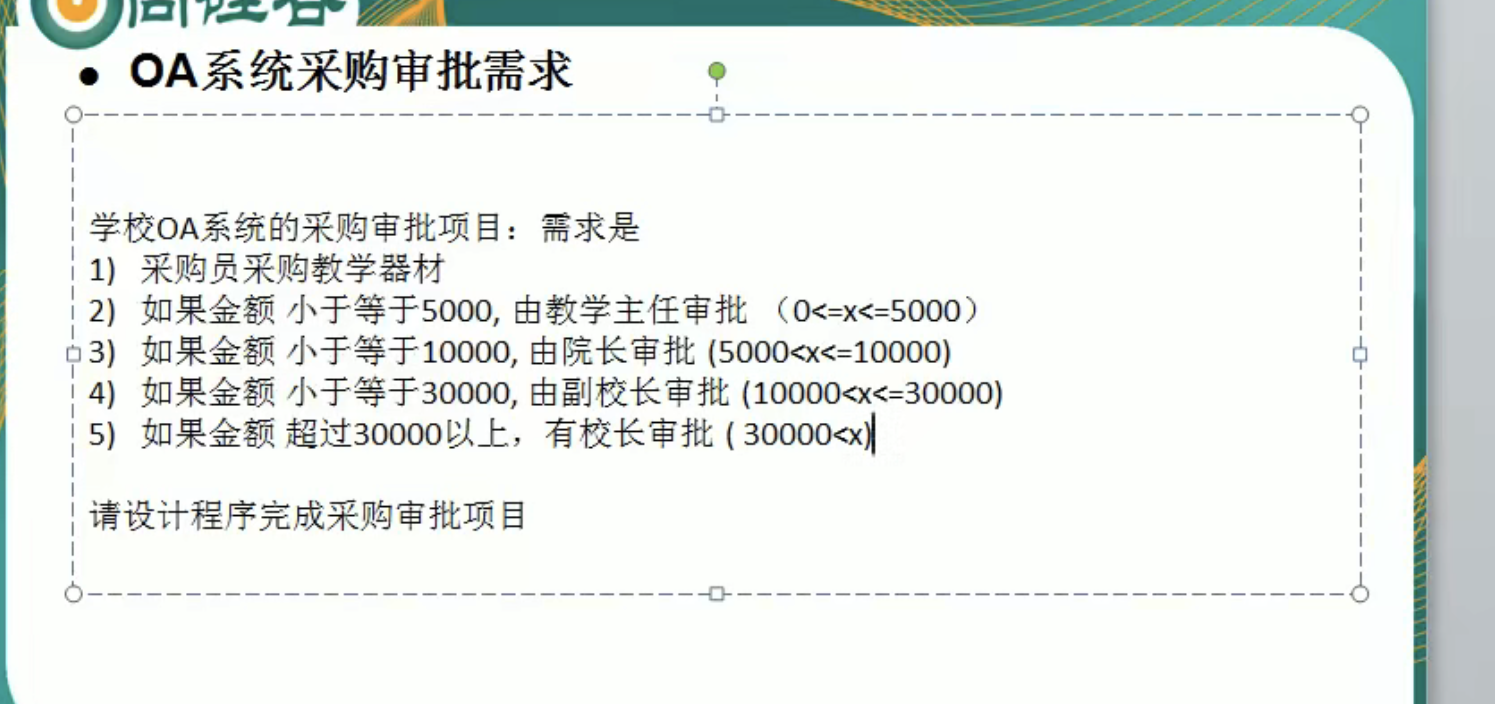 ● OA系统采购审批需求
学校OA系统的采购审批项目：需求是
1) 采购员采购教学器材
2) 如果金额 小于等于5000, 由教学主任审批 （0<=x<=5000）
3) 如果金额 小于等于10000, 由院长审批 (5000<x<=10000)
4) 如果金额 小于等于30000, 由副校长审批 (10000<x<=30000)
5) 如果金额 超过30000以上，有校长审批 ( 30000<x)
请设计程序完成采购审批项目